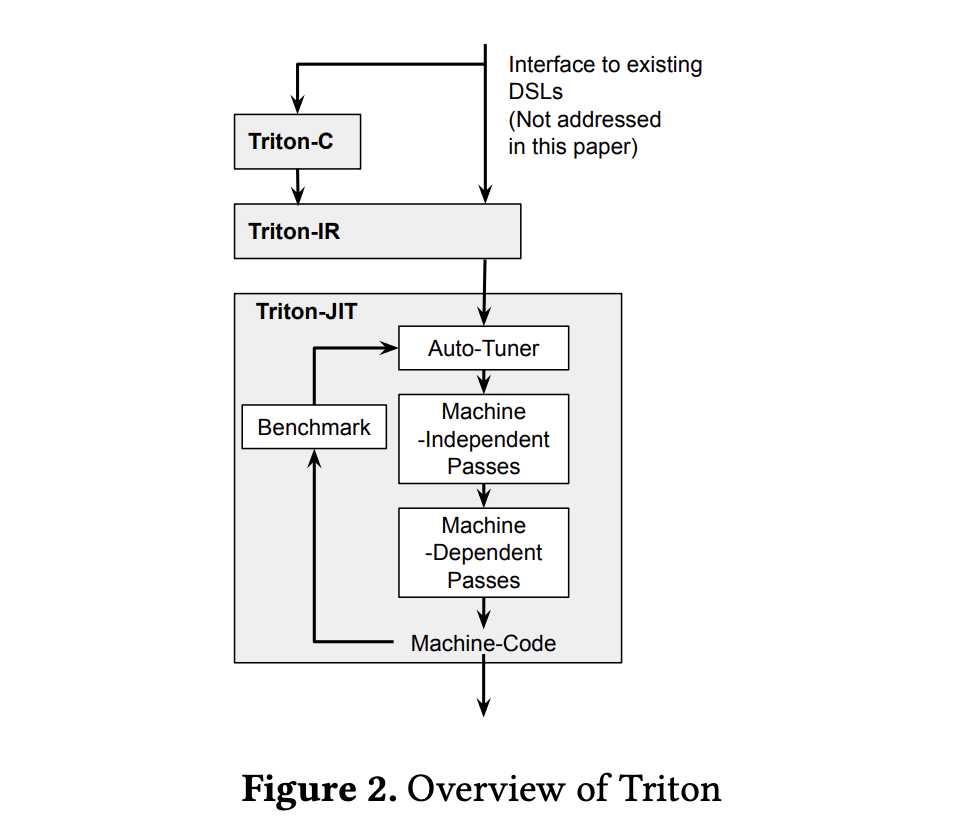 Interface to existing
DSLs
(Not addressed
in this paper)
Triton-C
Triton-IR
Triton-JIT
Auto-Tuner
Benchmark
Machine
-Independent
Passes
Machine
-Dependent
Passes
Machine-Code
Figure 2. Overview of Triton